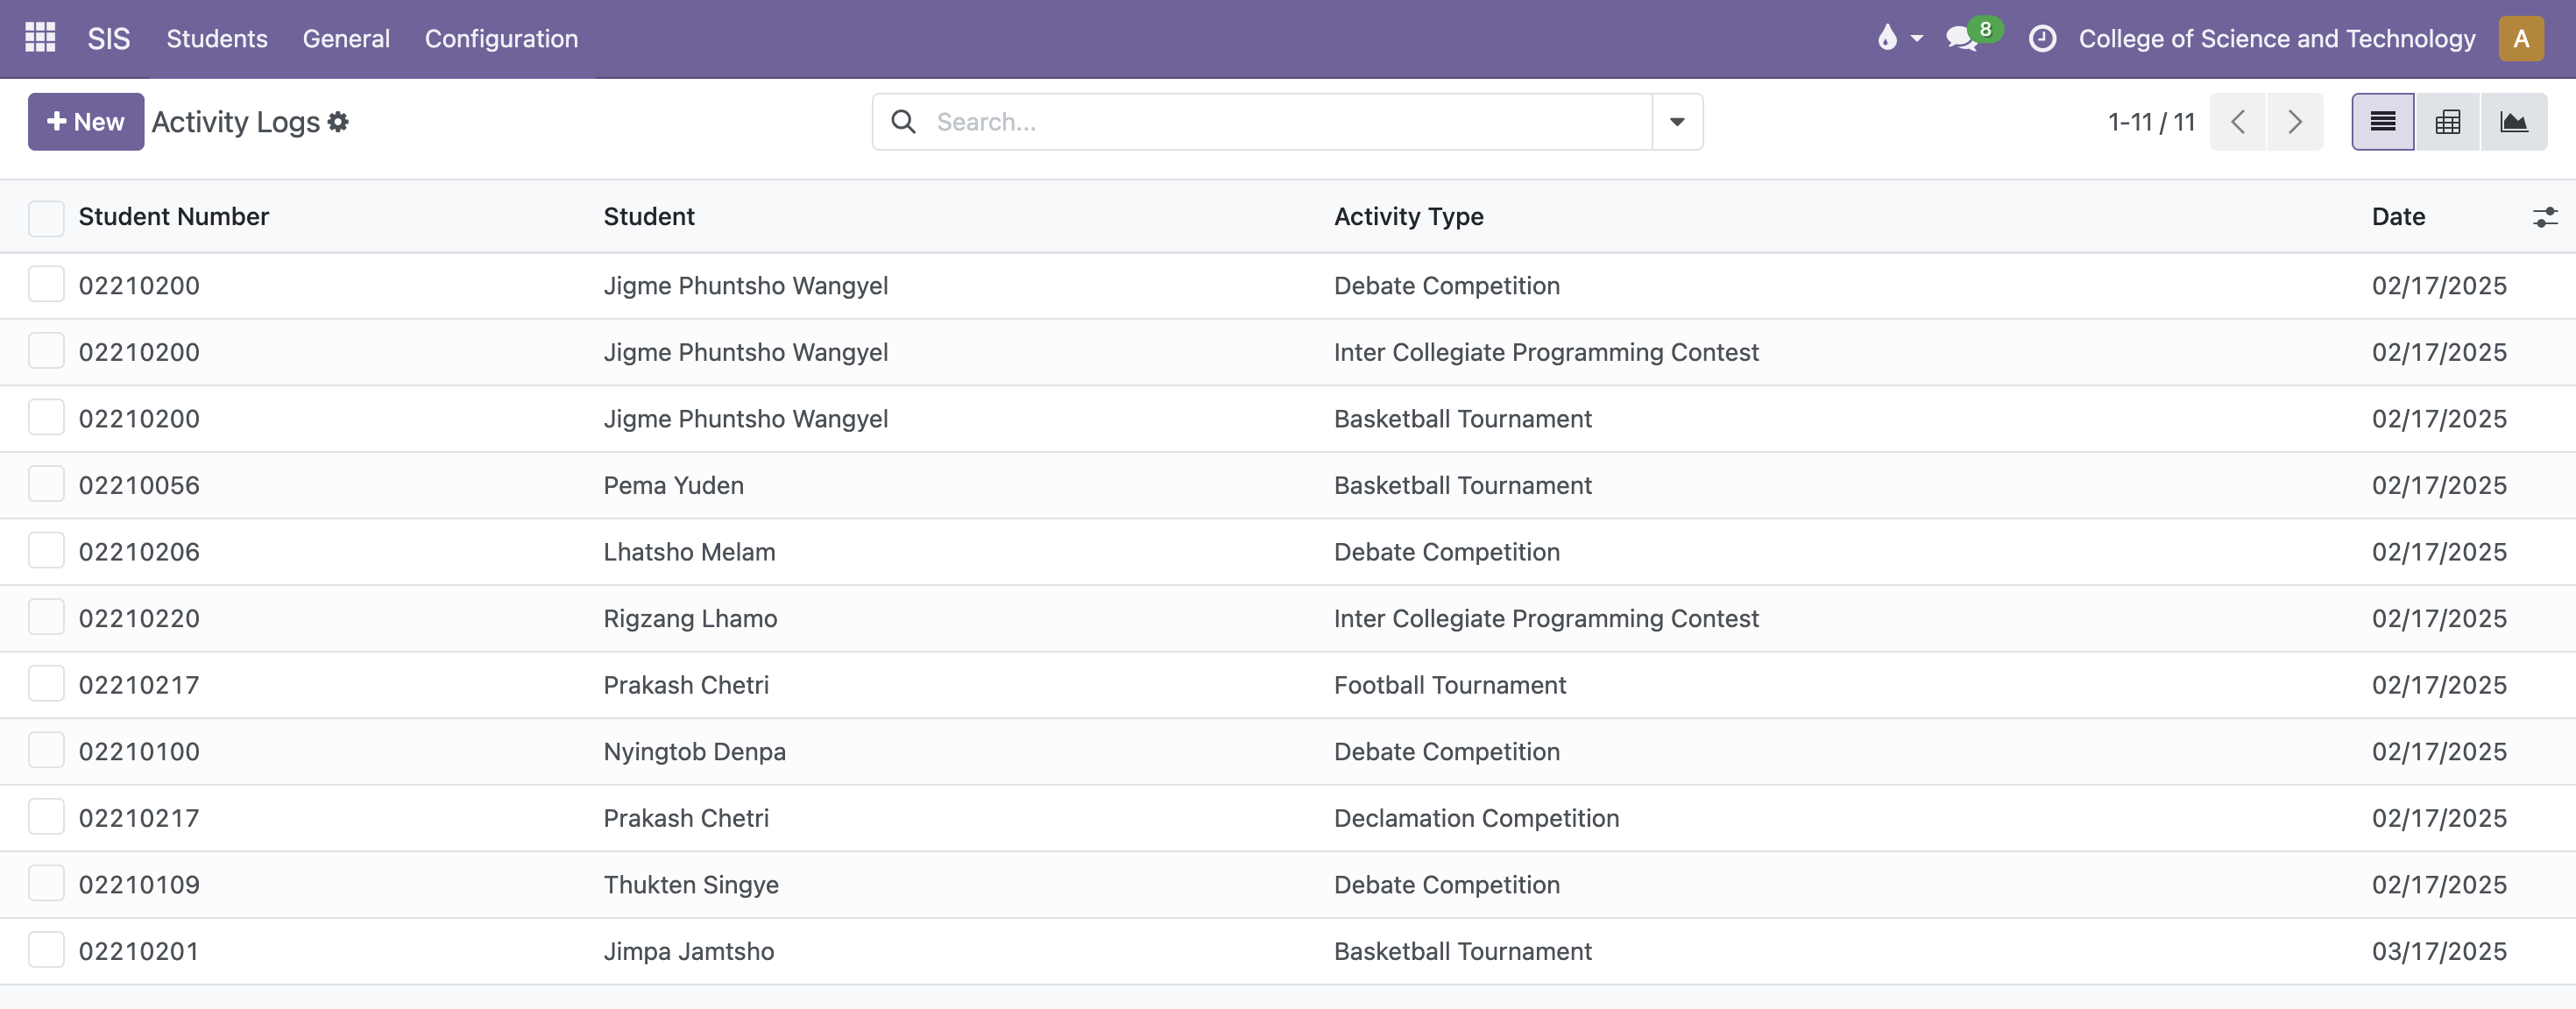 SIS Students General Configuration 8 College of Science and Technology A
New Activity Logs Search... 1-11 / 11
Student Number Student Activity Type Date
02210200 Jigme Phuntsho Wangyel Debate Competition 02/17/2025
02210200 Jigme Phuntsho Wangyel Inter Collegiate Programming Contest 02/17/2025
02210200 Jigme Phuntsho Wangyel Basketball Tournament 02/17/2025
02210056 Pema Yuden Basketball Tournament 02/17/2025
02210206 Lhatsho Melam Debate Competition 02/17/2025
02210220 Rigzang Lhamo Inter Collegiate Programming Contest 02/17/2025
02210217 Prakash Chetri Football Tournament 02/17/2025
02210100 Nyingtob Denpa Debate Competition 02/17/2025
02210217 Prakash Chetri Declamation Competition 02/17/2025
02210109 Thukten Singye Debate Competition 02/17/2025
02210201 Jimpa Jamtsho Basketball Tournament 03/17/2025